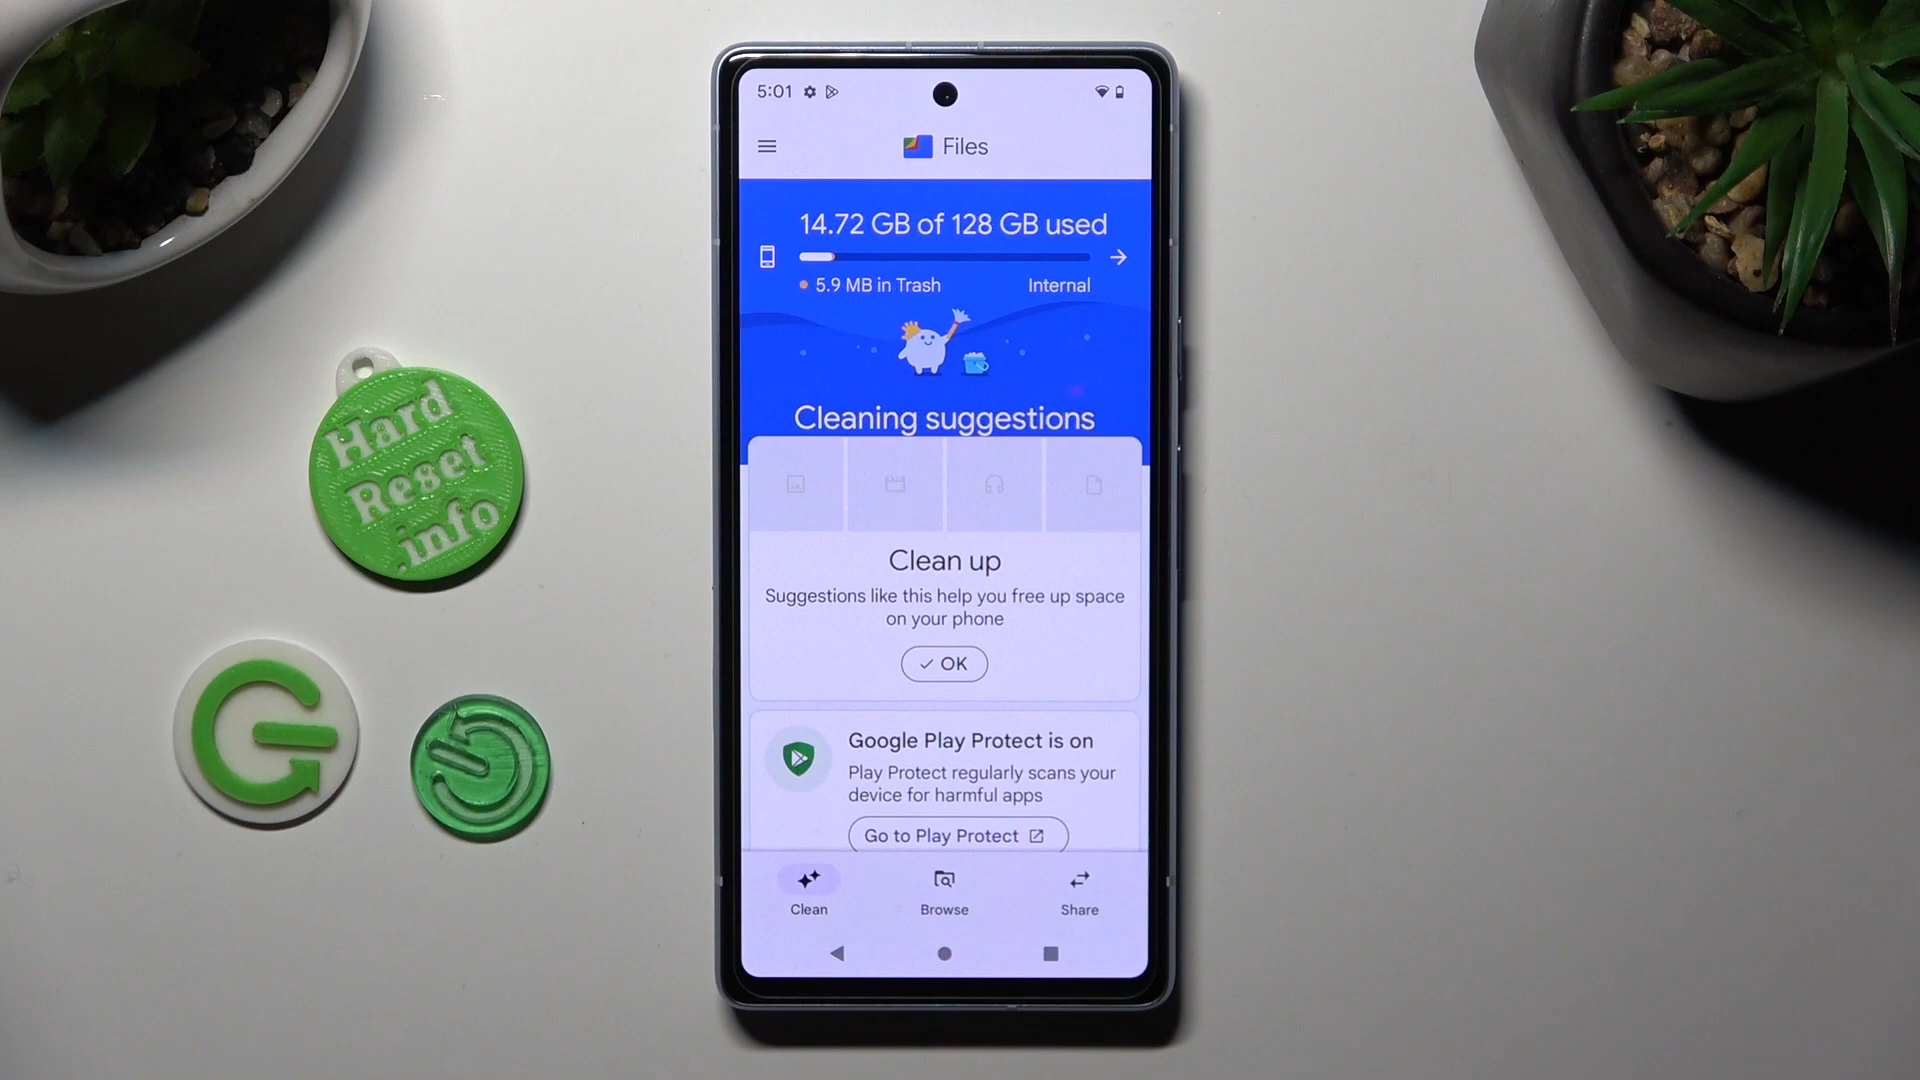 5:01
Files
14.72 GB of 128 GB used
5.9 MB in Trash
Internal
Cleaning suggestions
Clean up
Suggestions like this help you free up space
on your phone
OK
Google Play Protect is on
Play Protect regularly scans your
device for harmful apps
Go to Play Protect
Clean
Browse
Share
Hard
Reset
.info